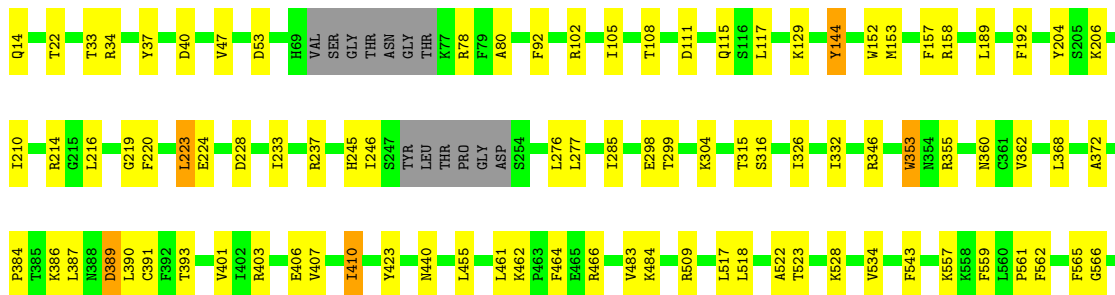 Q14 T22 T33 R34 Y37 D40 V47 D53 H69 VAL SER GLY THR ASN GLY THR K77 R78 F79 A80 F92 R102 I105 T108 D111 Q115 S116 L117 K129 Y144 W152 M153 F157 R158 L189 F192 Y204 S205 K206
I210 R214 G215 L216 G219 F220 L223 E224 D228 I233 R237 H245 I246 S247 TYR LEU THR PRO GLY ASP S254 L276 L277 I285 E298 T299 K304 T315 S316 I326 I332 R346 W353 N354 R355 N360 C361 V362 L368 A372
P384 T385 K386 L387 N388 D389 L390 C391 F392 T393 V401 I402 R403 E406 V407 I410 Y423 N440 L455 L461 K462 P463 F464 E465 R466 V483 K484 R509 L517 L518 A522 T523 K528 V534 F543 K557 K558 F559 L560 P561 F562 F565 G566